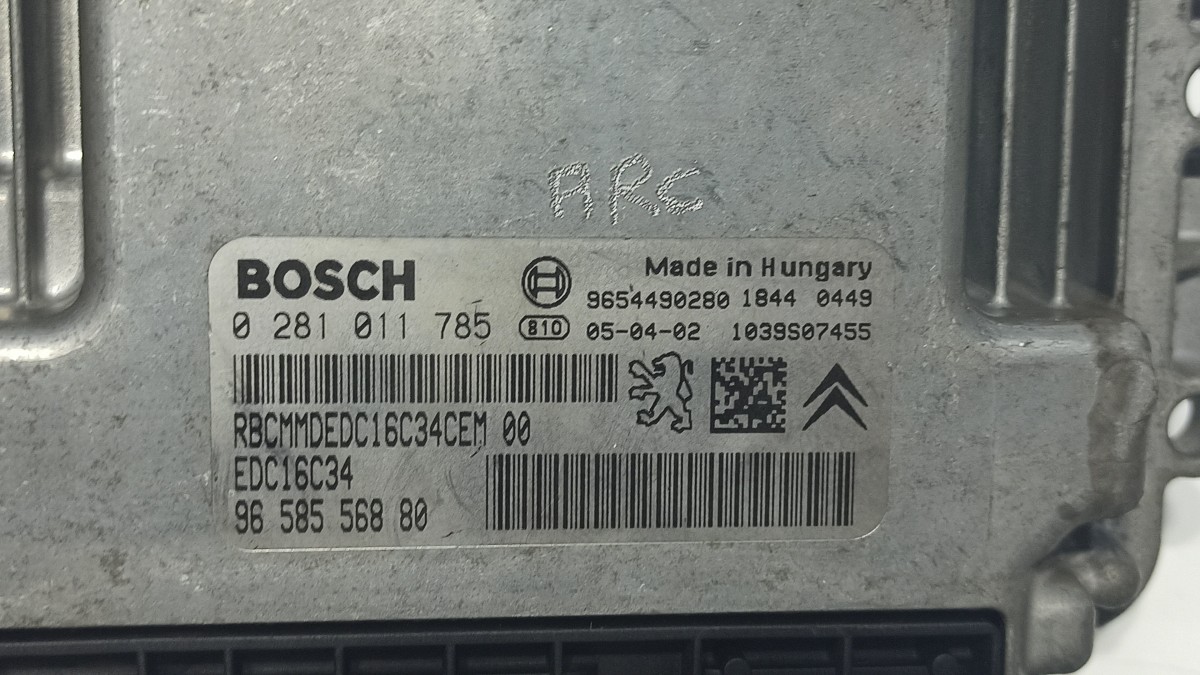 ARC
BOSCH
Made in Hungary
9654490280 1844 0449
0 281 011 785
810
05-04-02 1039S07455
RBCMMDEDC16C34CEM 00
EDC16C34
96 585 568 80